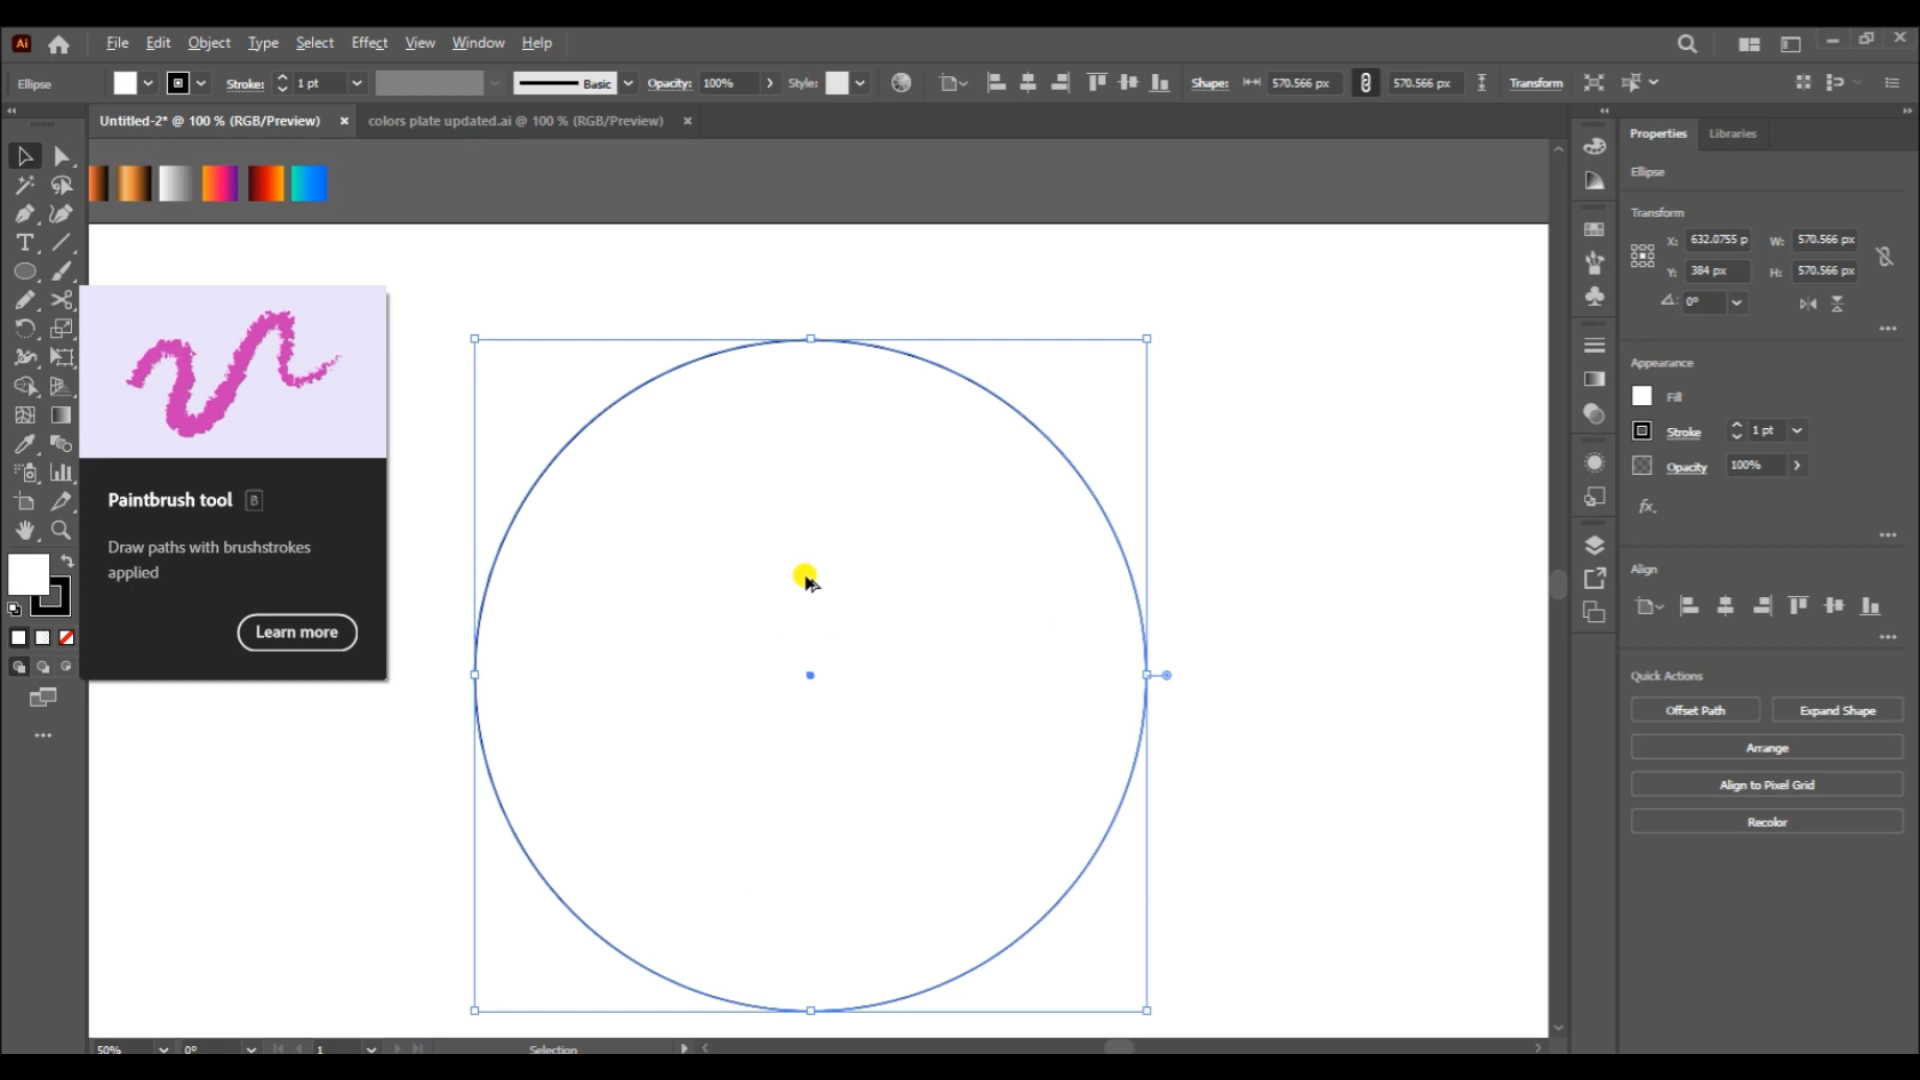 Ai File Edit Object Type Select Effect View Window Help
Ellipse Stroke: 1 pt Basic Opacity: 100% Style: Shape: 570.566 px 570.566 px Transform
Untitled-2* @ 100 % (RGB/Preview) × colors plate updated.ai @ 100 % (RGB/Preview) ×
Properties Libraries
Ellipse
Transform
X: 632.0755 p W: 570.566 px
Y: 384 px H: 570.566 px
0°
Appearance
Fill
Stroke 1 pt
Opacity 100%
fx.
Align
Quick Actions
Offset Path Expand Shape
Arrange
Align to Pixel Grid
Recolor
T
Paintbrush tool B
Draw paths with brushstrokes
applied
Learn more
50% 0° 1 Selection